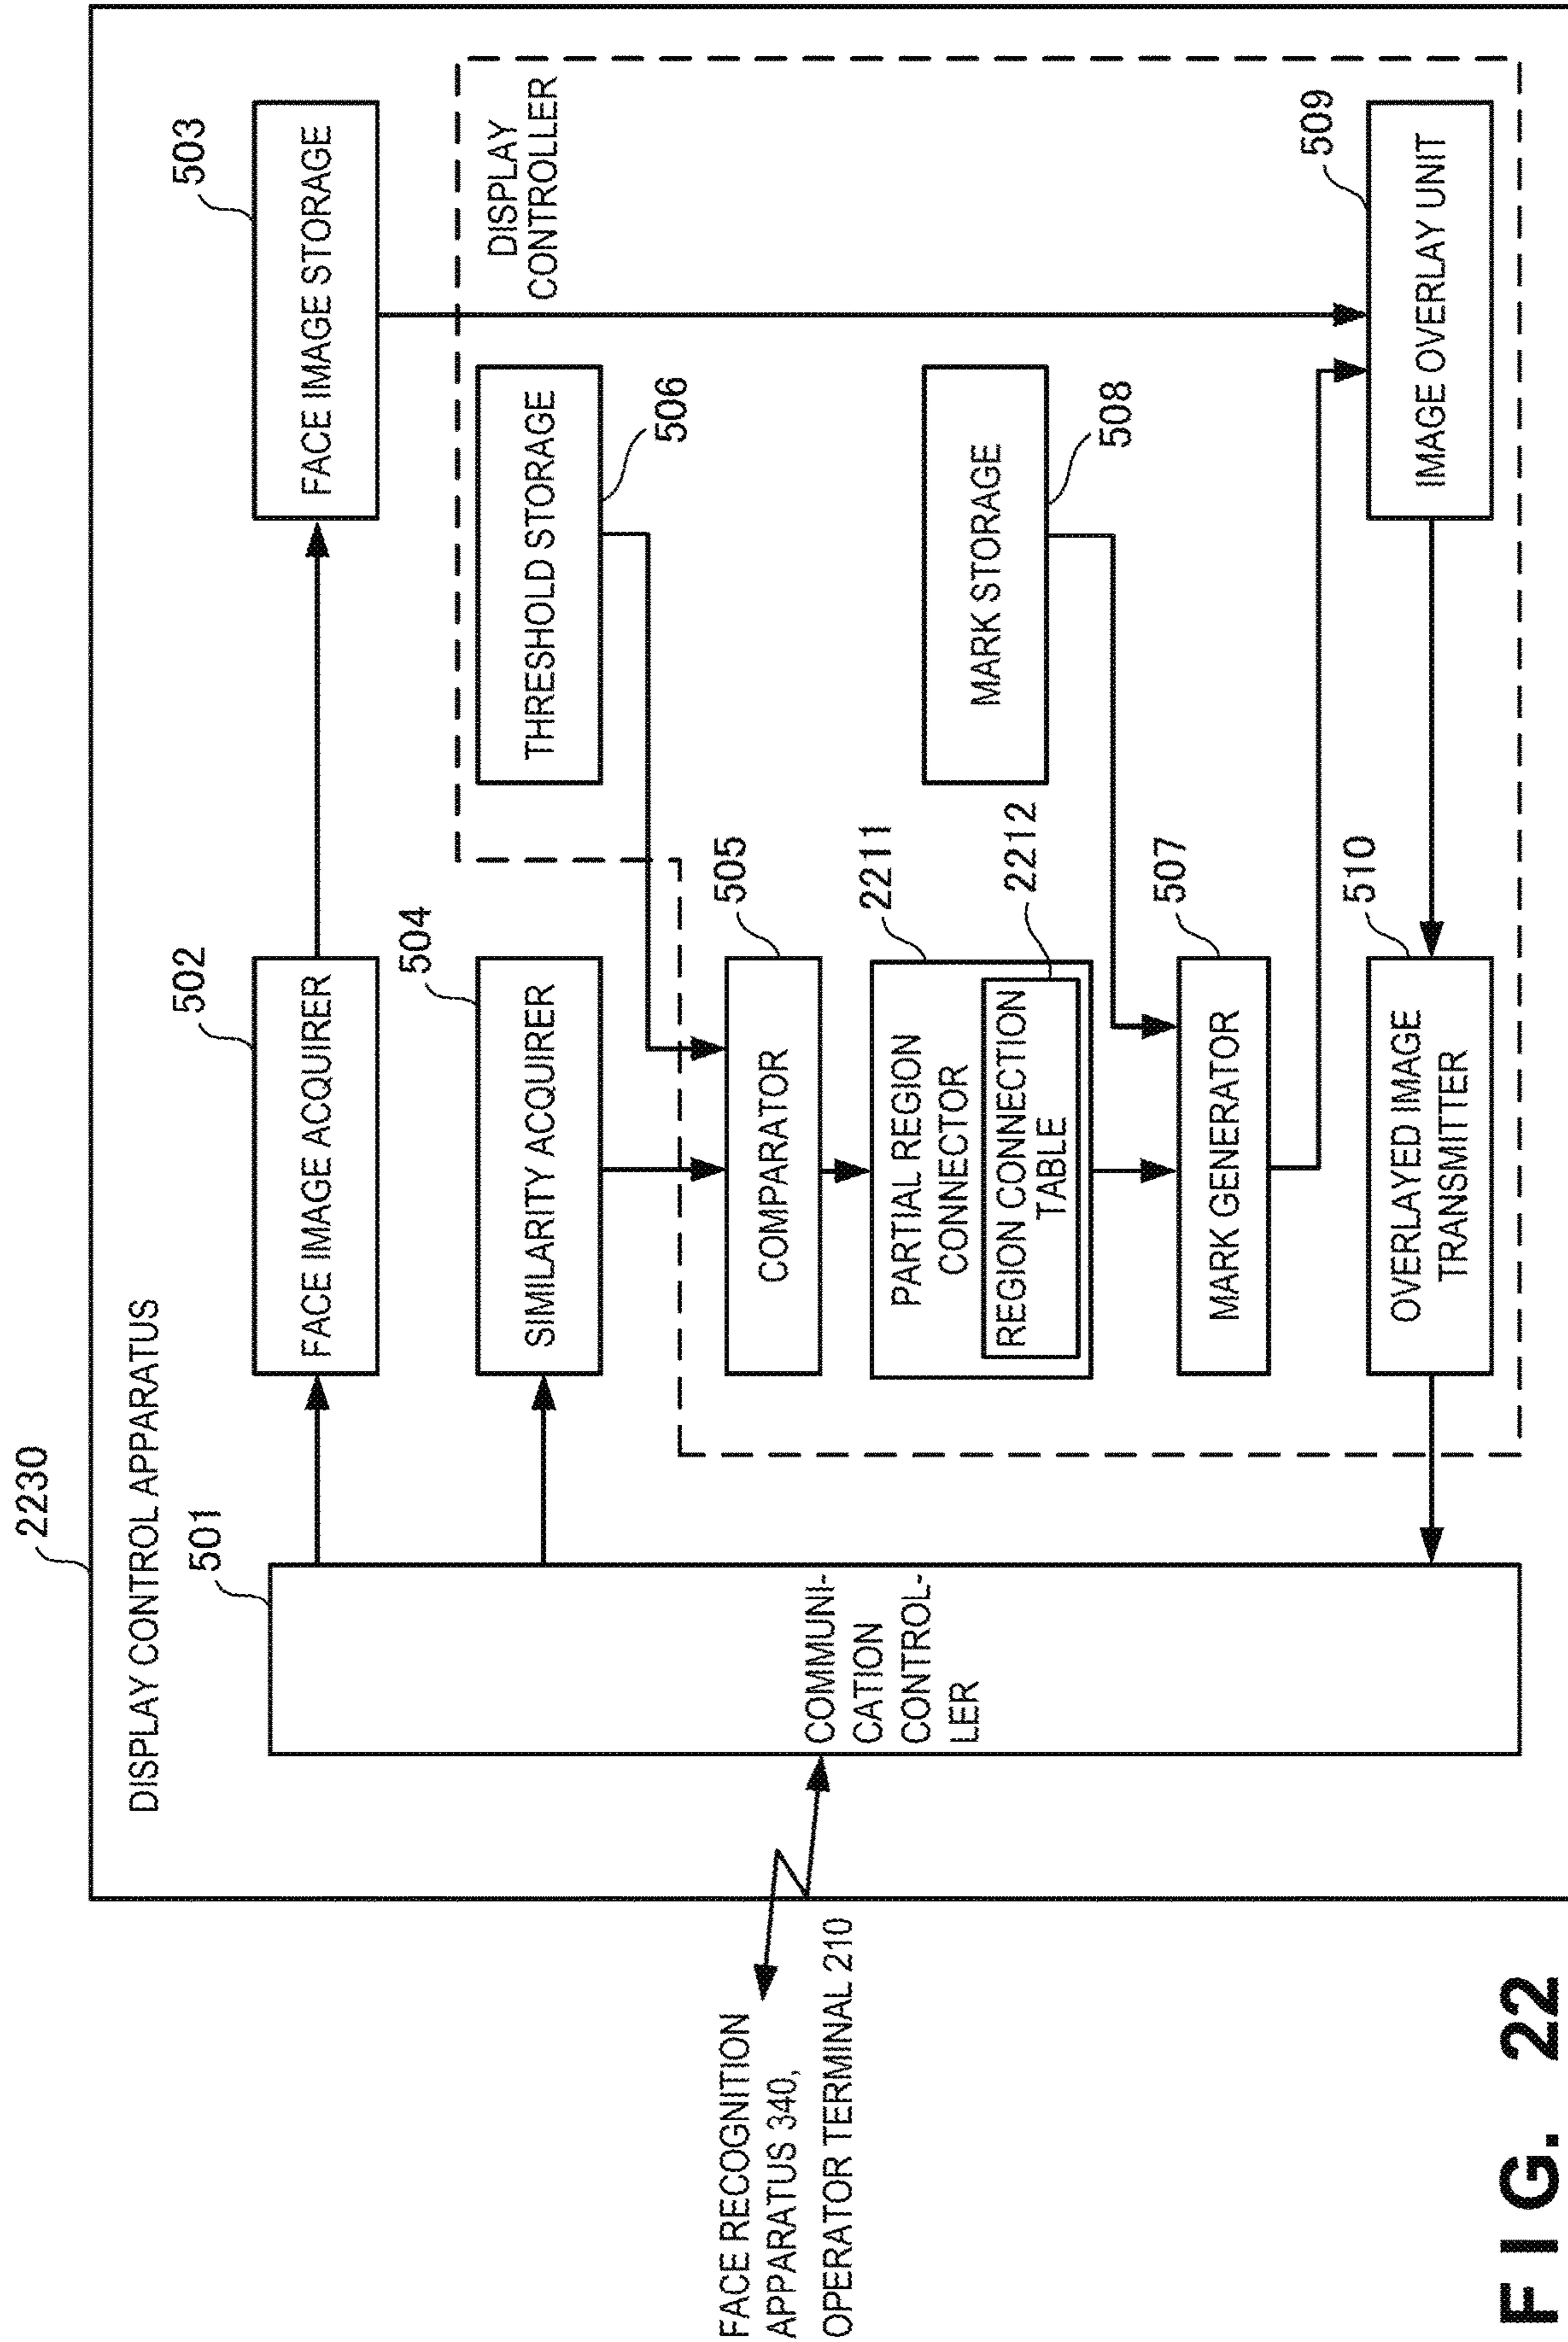 2230
DISPLAY CONTROL APPARATUS
501
COMMUNI-
CATION
CONTROL-
LER
FACE RECOGNITION
APPARATUS 340,
OPERATOR TERMINAL 210
502
FACE IMAGE ACQUIRER
503
FACE IMAGE STORAGE
504
SIMILARITY ACQUIRER
DISPLAY
CONTROLLER
THRESHOLD STORAGE
506
505
COMPARATOR
2211
PARTIAL REGION
CONNECTOR
2212
REGION CONNECTION
TABLE
MARK STORAGE
508
507
MARK GENERATOR
509
IMAGE OVERLAY UNIT
510
OVERLAYED IMAGE
TRANSMITTER
FIG. 22